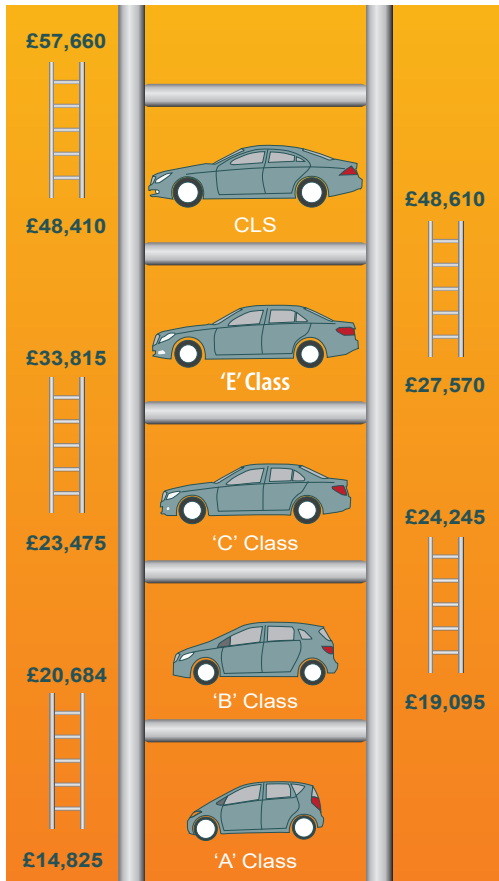 £57,660
£48,410
CLS
£48,610
£27,570
'E' Class
£33,815
£23,475
'C' Class
£24,245
£19,095
'B' Class
£20,684
£14,825
'A' Class